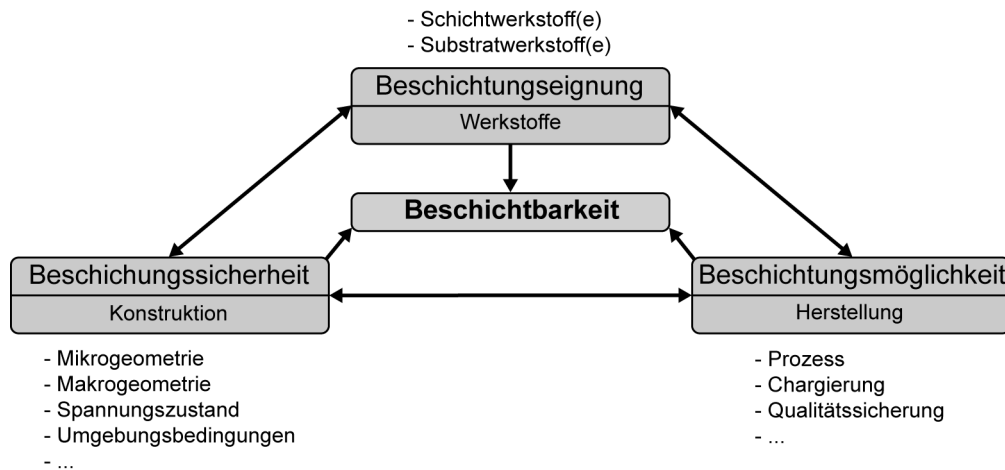 - Schichtwerkstoff(e)
- Substratwerkstoff(e)
Beschichtungseignung
Werkstoffe
Beschichtbarkeit
Beschichungssicherheit
Konstruktion
- Mikrogeometrie
- Makrogeometrie
- Spannungszustand
- Umgebungsbedingungen
- ...
Beschichtungsmöglichkeit
Herstellung
- Prozess
- Chargierung
- Qualitätssicherung
- ...